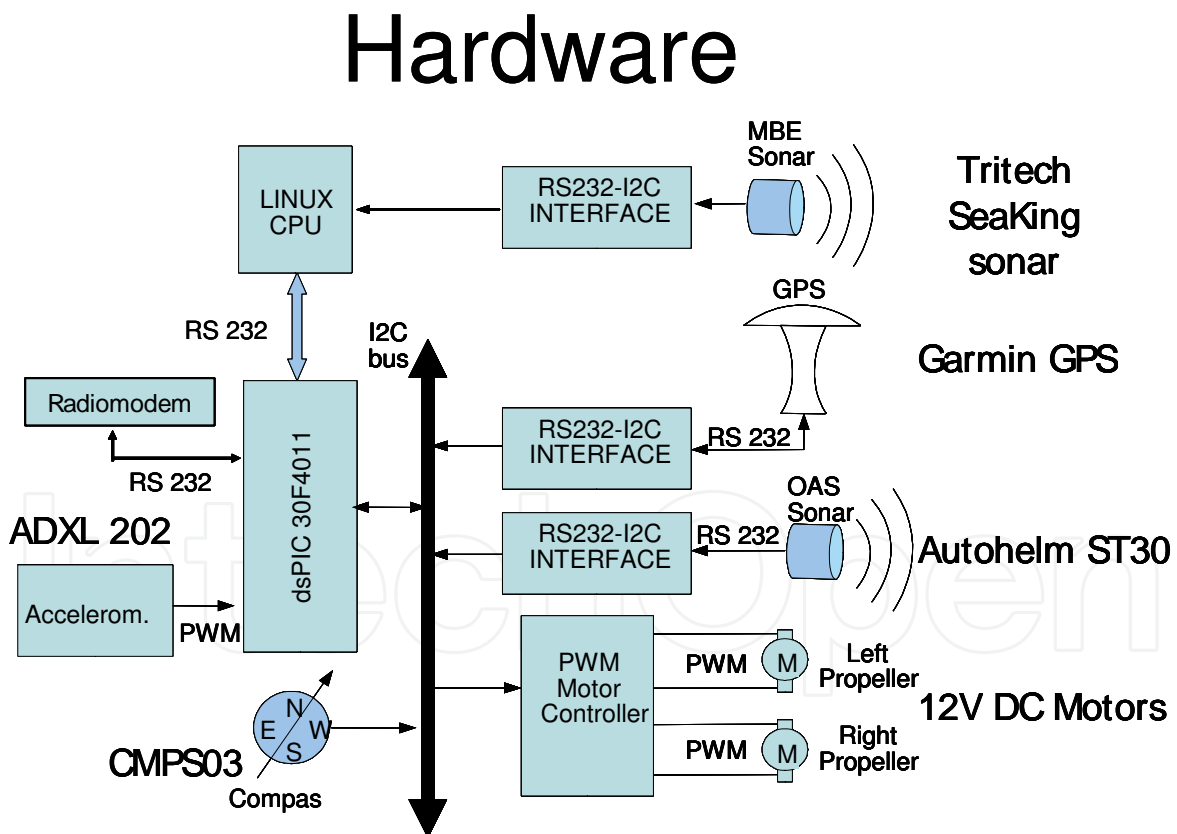 Hardware
MBE
Sonar
LINUX
CPU
RS232-I2C
INTERFACE
Tritech
SeaKing
sonar
GPS
RS 232
I2C
bus
Garmin GPS
Radiomodem
RS232-I2C
INTERFACE
RS 232
RS 232
dsPIC 30F4011
OAS
Sonar
ADXL 202
RS232-I2C
INTERFACE
RS 232
Autohelm ST30
Accelerom.
PWM
PWM
Motor
Controller
PWM
M
Left
Propeller
12V DC Motors
N
E
W
S
PWM
M
Right
Propeller
CMPS03
Compas
IntechOpen